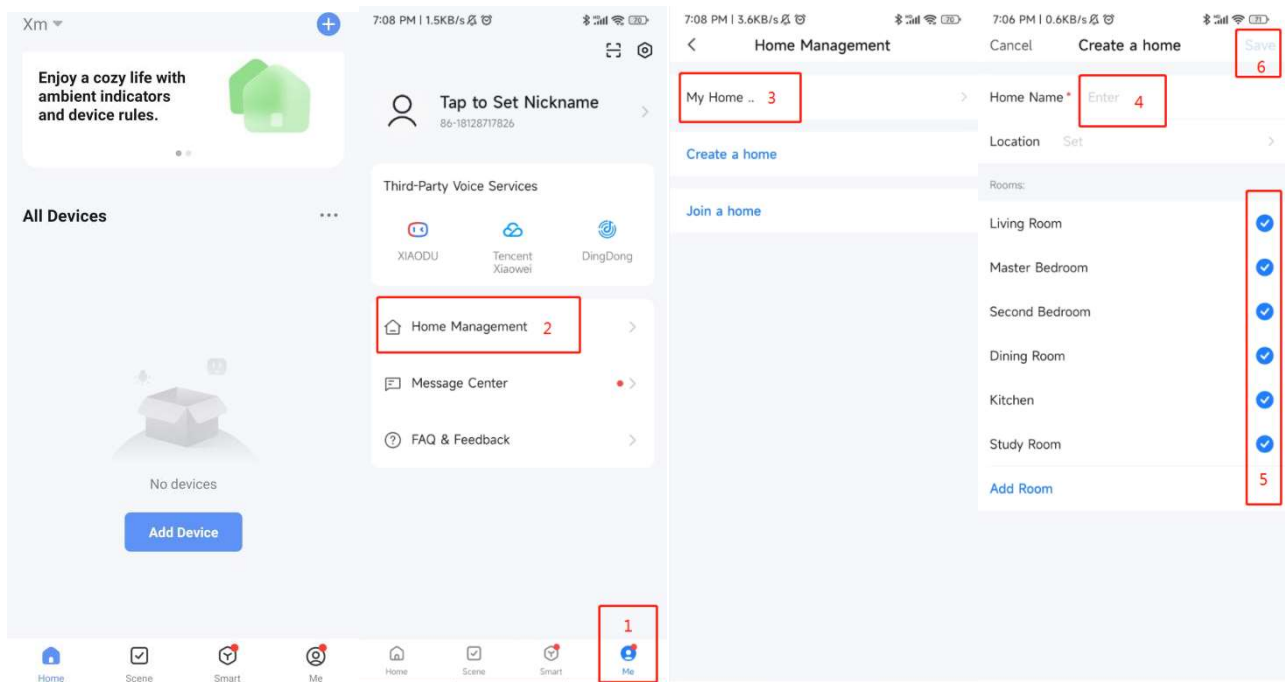 Xm
Enjoy a cozy life with
ambient indicators
and device rules.
All Devices
No devices
Add Device
Home
Scene
Smart
Me
7:08 PM | 1.5KB/s
70
Tap to Set Nickname
86-18128717826
Third-Party Voice Services
XIAODU
Tencent
Xiaowei
DingDong
Home Management 2
Message Center
FAQ & Feedback
1
Home
Scene
Smart
Me
7:08 PM | 3.6KB/s
70
Home Management
My Home .. 3
Create a home
Join a home
7:06 PM | 0.6KB/s
71
Cancel
Create a home
Save
6
Home Name* Enter 4
Location Set
Rooms:
Living Room
Master Bedroom
Second Bedroom
Dining Room
Kitchen
Study Room
Add Room
5